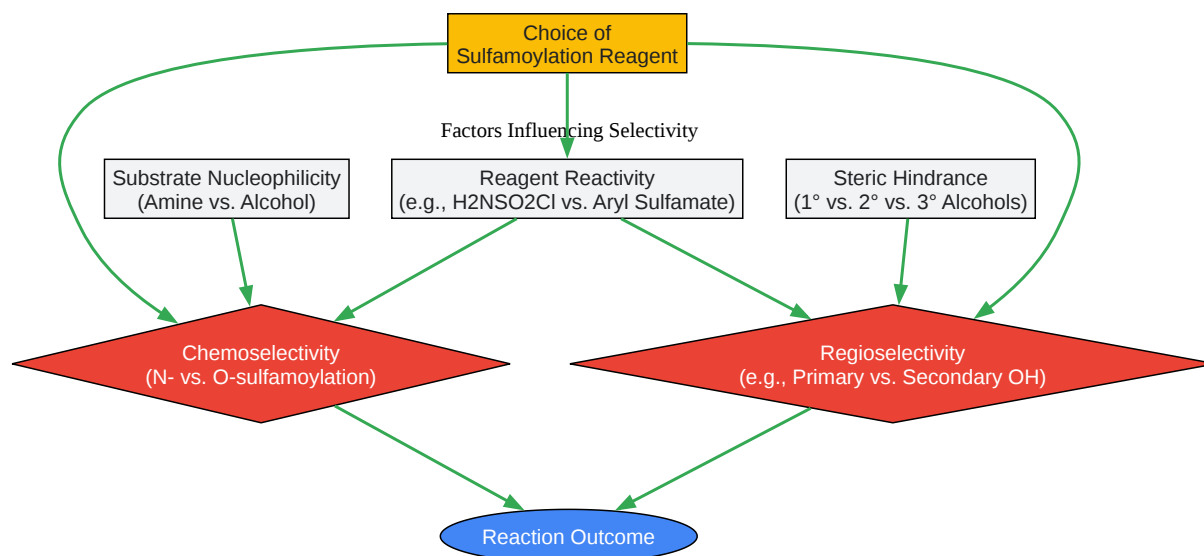 Choice of
Sulfamoylation Reagent
Factors Influencing Selectivity
Substrate Nucleophilicity
(Amine vs. Alcohol)
Reagent Reactivity
(e.g., H2NSO2Cl vs. Aryl Sulfamate)
Steric Hindrance
(1° vs. 2° vs. 3° Alcohols)
Chemoselectivity
(N- vs. O-sulfamoylation)
Regioselectivity
(e.g., Primary vs. Secondary OH)
Reaction Outcome